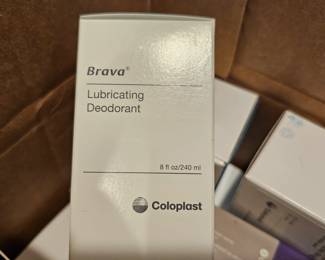 Brava®
Lubricating
Deodorant
8 fl oz/240 ml
Coloplast